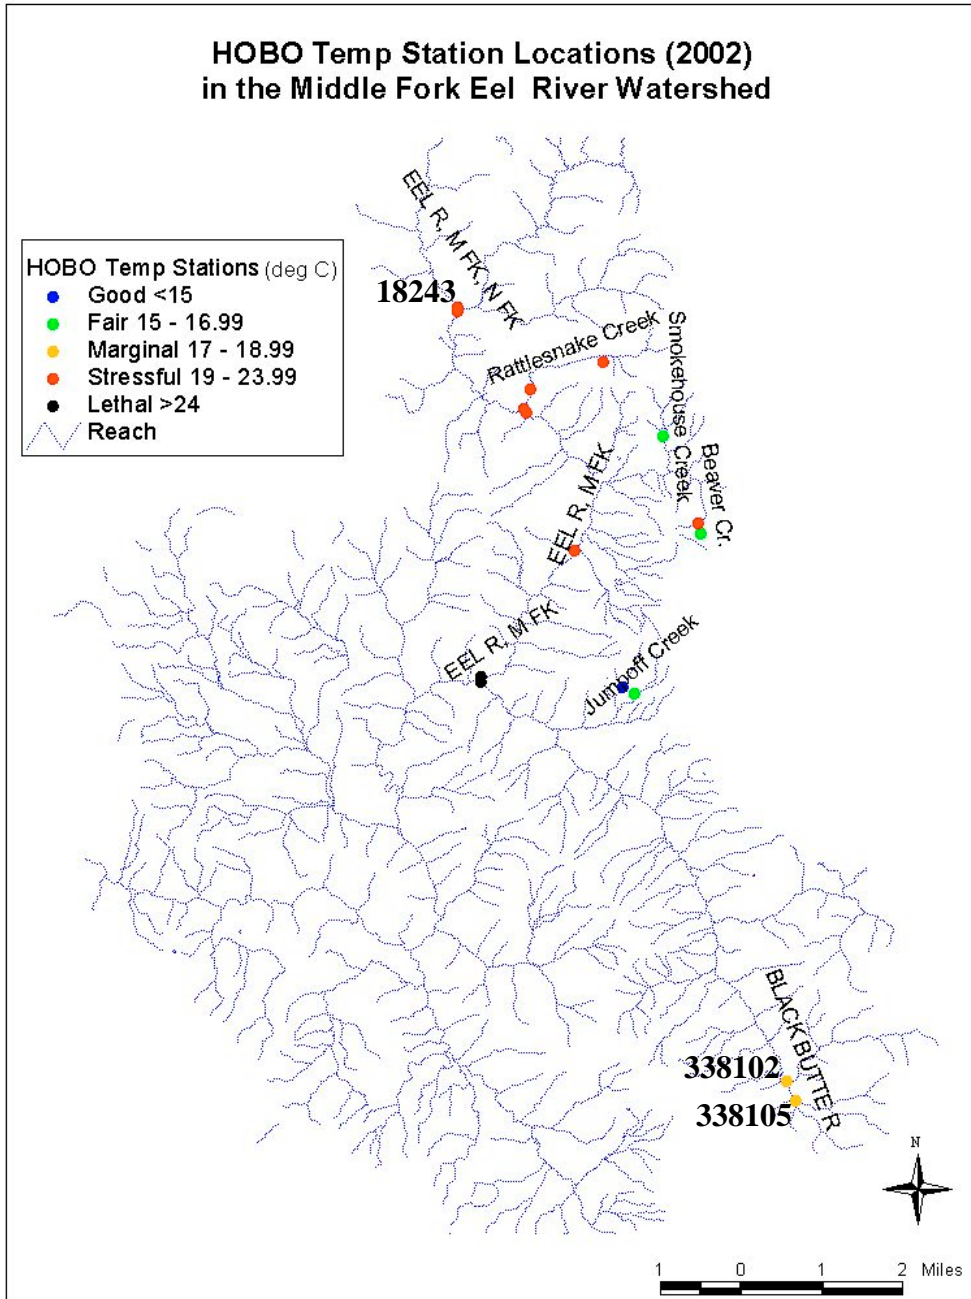 HOBO Temp Station Locations (2002)
in the Middle Fork Eel River Watershed
EEL R, M FK, N FK
HOBO Temp Stations (deg C)
Good <15
Fair 15 - 16.99
Marginal 17 - 18.99
Stressful 19 - 23.99
Lethal >24
Reach
18243
Rattlesnake Creek
Smokehouse
Creek
Beaver Cr.
EEL R, M FK
EEL R, M FK
Jumpoff Creek
BLACK BUTTE R
338102
338105
N
1 0 1 2 Miles